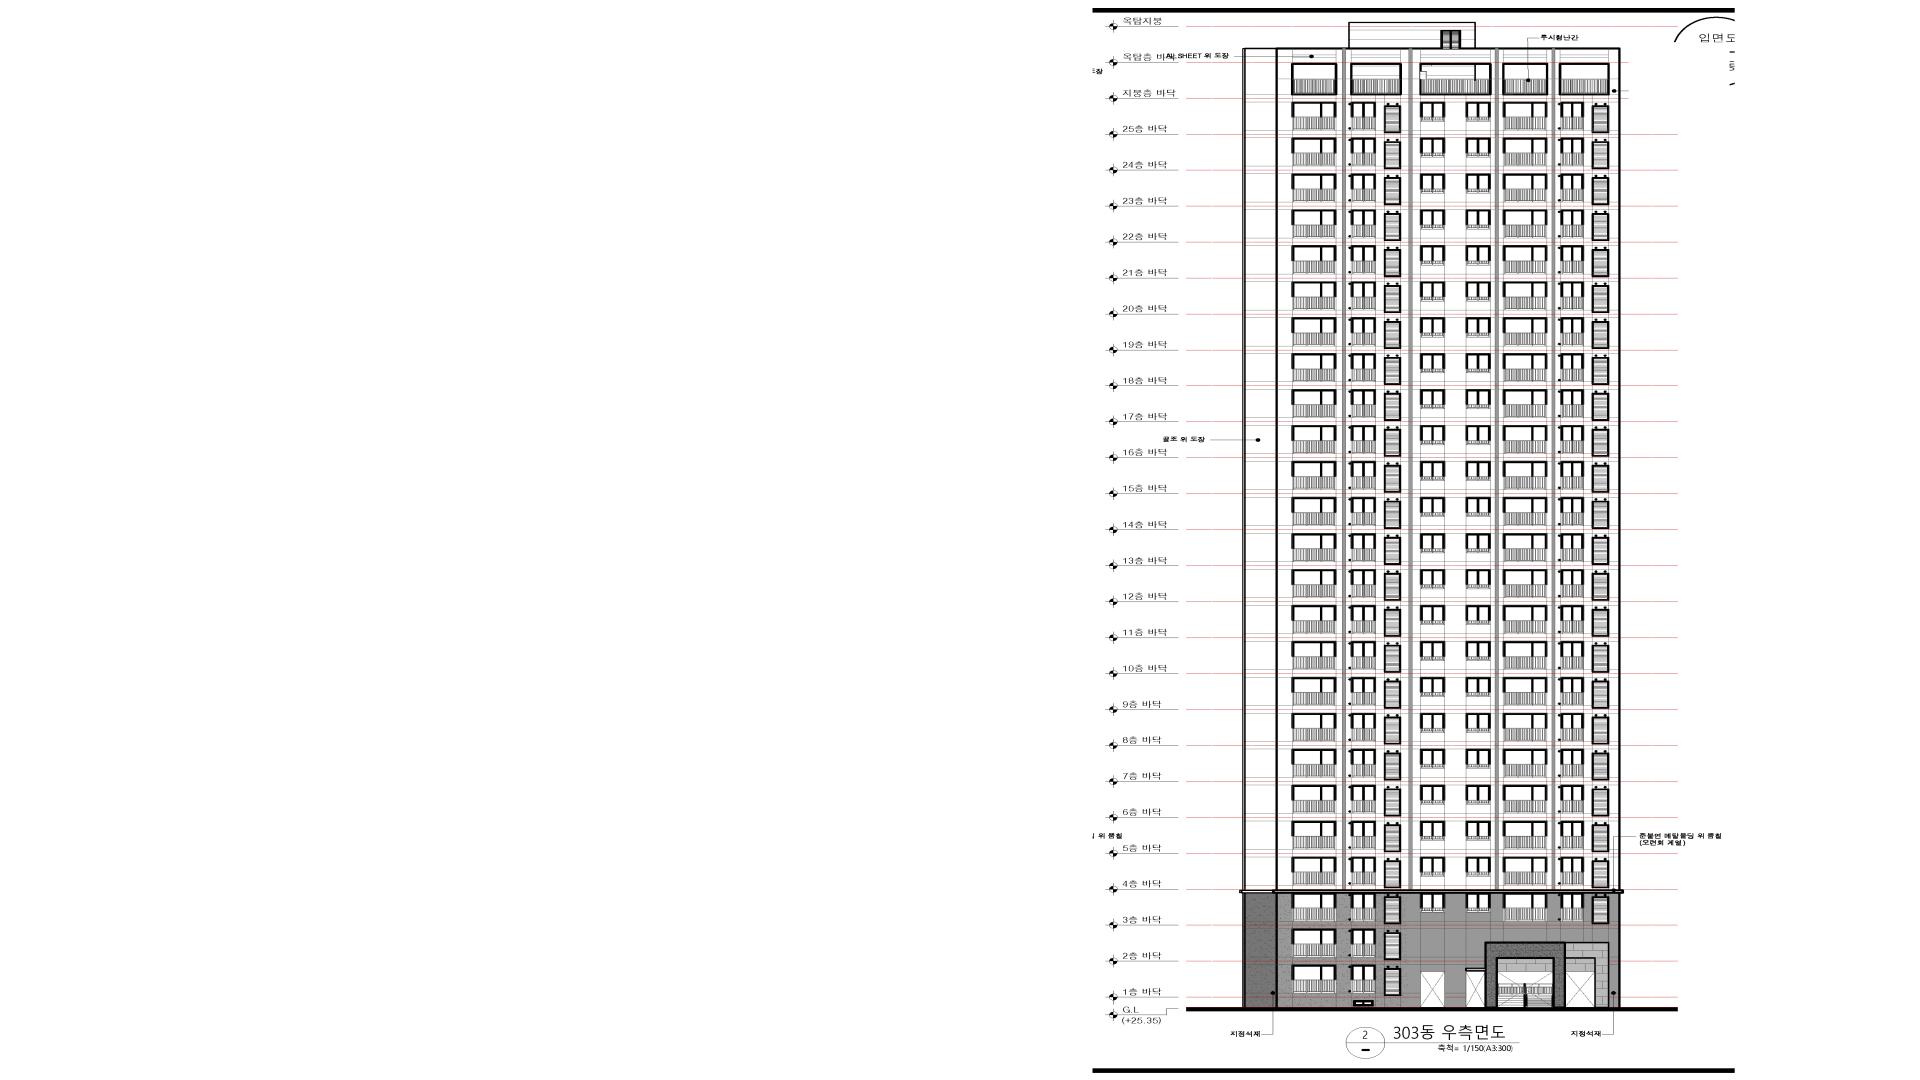 옥탑지붕
입면도
루시형난간
옥탑층 바닥
AL SHEET 위 도장
도장
지붕층 바닥
25층 바닥
24층 바닥
23층 바닥
22층 바닥
21층 바닥
20층 바닥
19층 바닥
18층 바닥
17층 바닥
골조 위 도장
16층 바닥
15층 바닥
14층 바닥
13층 바닥
12층 바닥
11층 바닥
10층 바닥
9층 바닥
8층 바닥
7층 바닥
6층 바닥
위 뿜칠
준불연 메탈몰딩 위 뿜칠
5층 바닥
4층 바닥
3층 바닥
2층 바닥
1층 바닥
G.L
(+25.35)
지정석재
지정석재
2
303동 우측면도
축척= 1/150(A3:300)